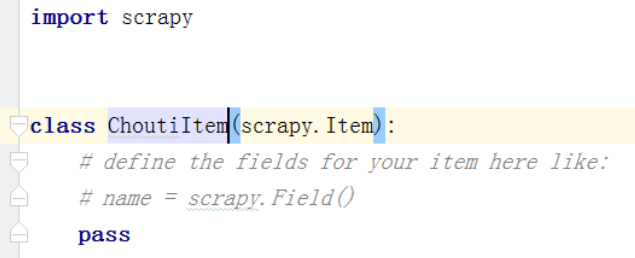 import scrapy
class ChoutiItem(scrapy.Item):
# define the fields for your item here like:
# name = scrapy.Field()
pass